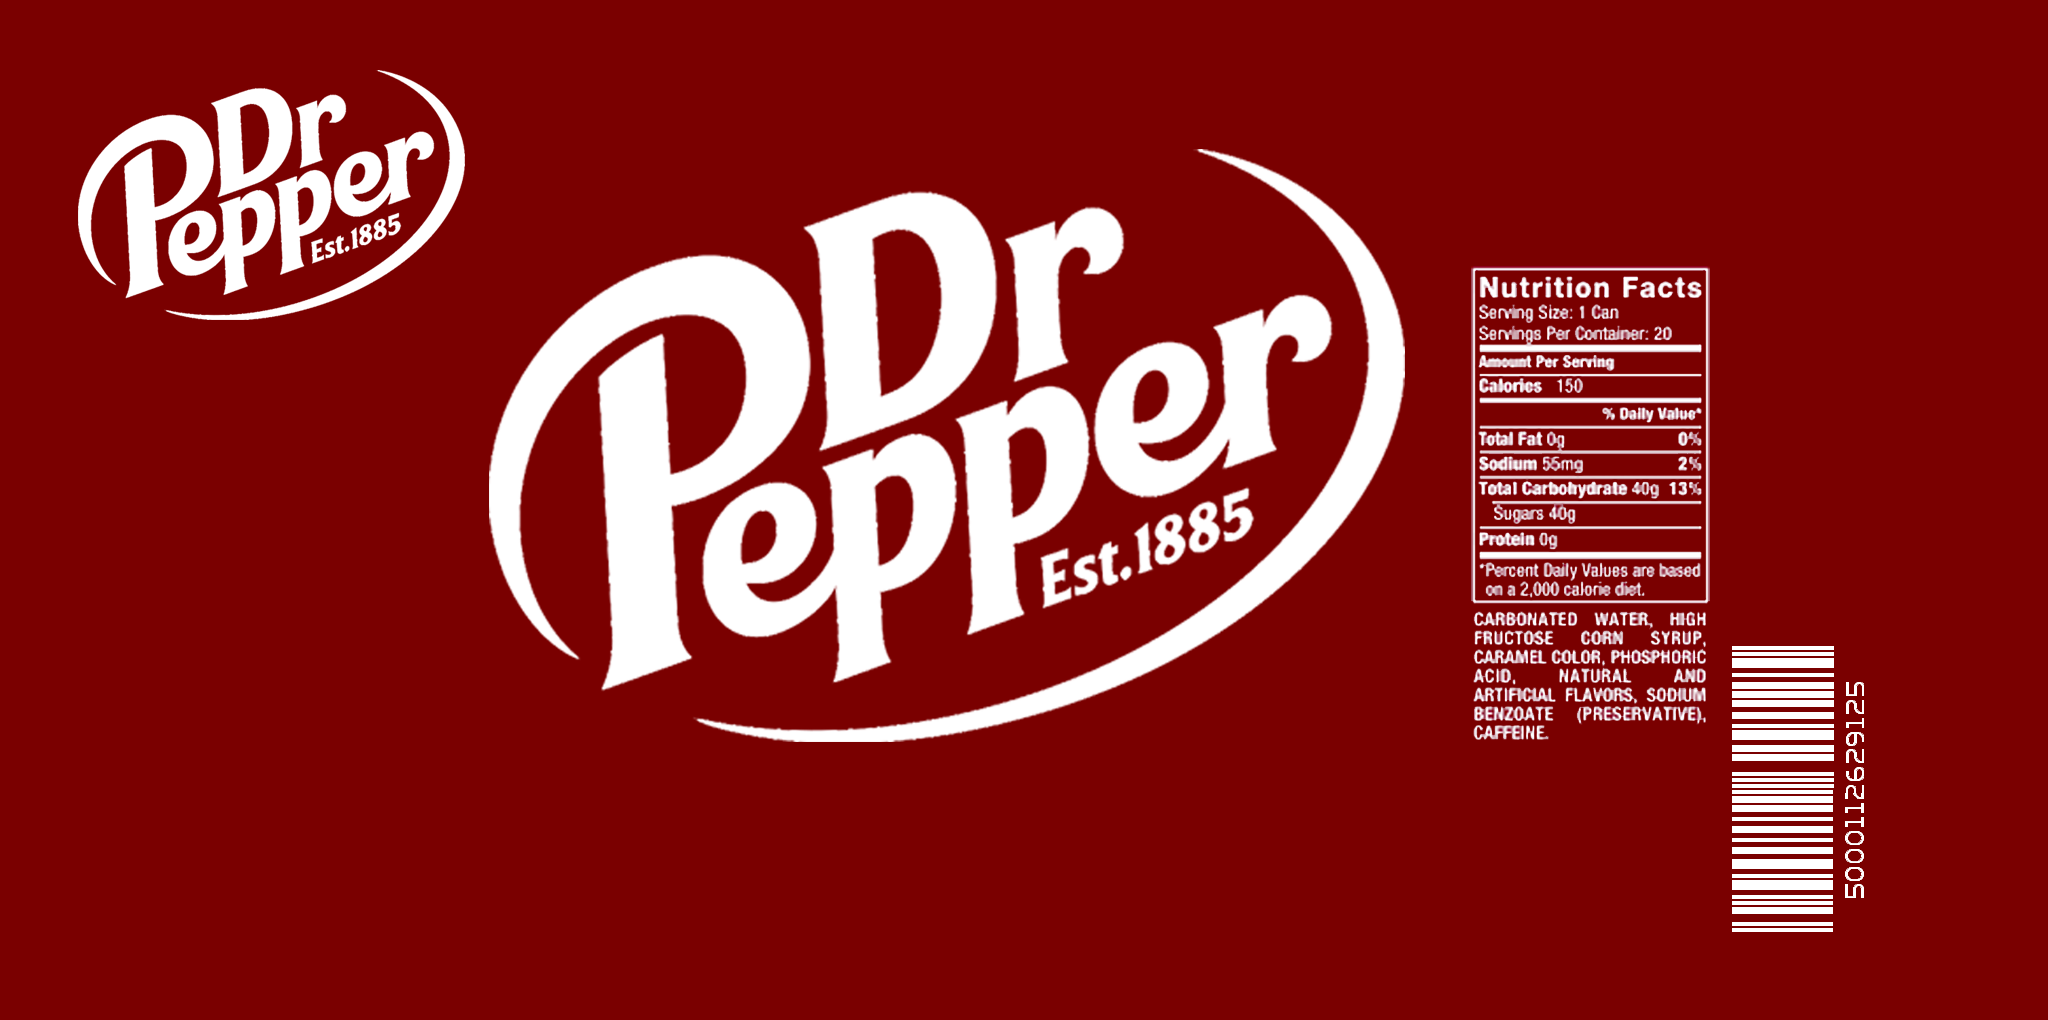 Dr
Pepper
Est.1885
Dr
Pepper
Est.1885
Nutrition Facts
Serving Size: 1 Can
Servings Per Container: 20
Amount Per Serving
Calories 150
% Daily Value*
Total Fat 0g 0%
Sodium 55mg 2%
Total Carbohydrate 40g 13%
Sugars 40g
Protein 0g
*Percent Daily Values are based
on a 2,000 calorie diet.
CARBONATED WATER, HIGH
FRUCTOSE CORN SYRUP,
CARAMEL COLOR, PHOSPHORIC
ACID, NATURAL AND
ARTIFICIAL FLAVORS, SODIUM
BENZOATE (PRESERVATIVE),
CAFFEINE.
5000112629125